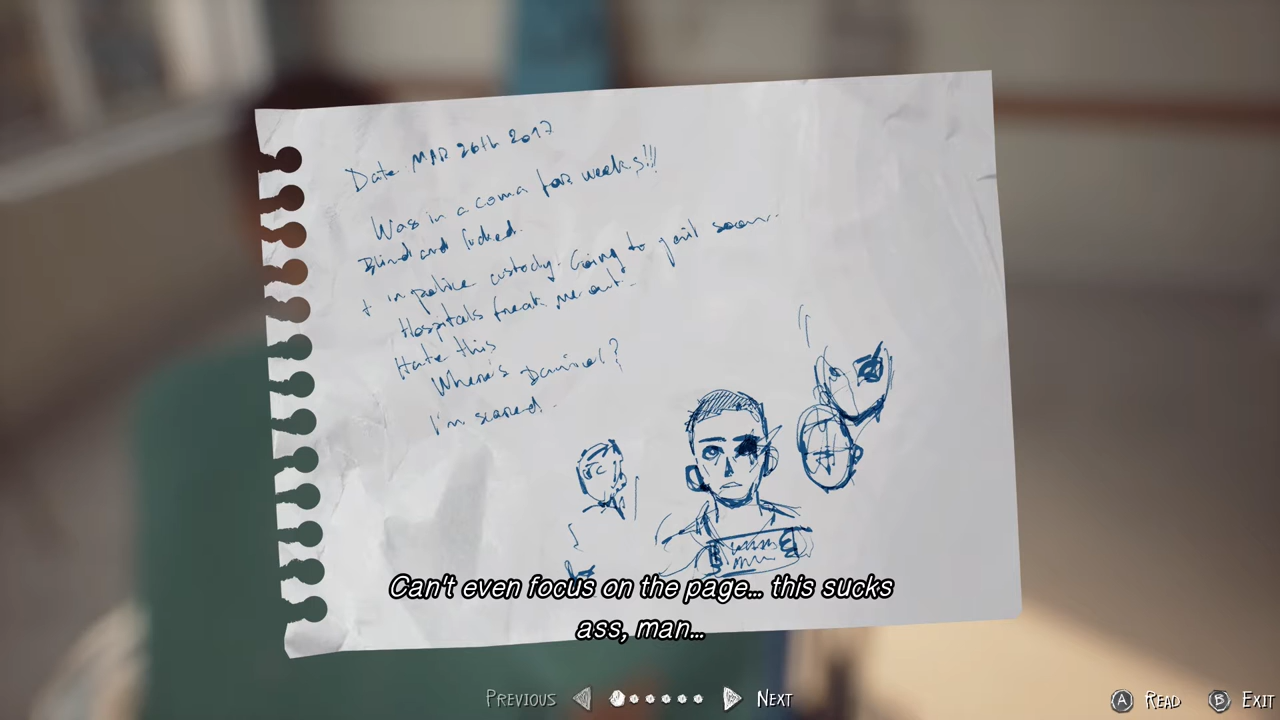 Date MAR 26th 2017
Was in a coma for weeks!!!
Blind and fucked.
+ in police custody. Going to jail soon.
Hospitals freak me out.
Hate this
Where's Daniel?
I'm scared.
Can't even focus on the page... this sucks
ass, man...
PREVIOUS NEXT
A READ B EXIT